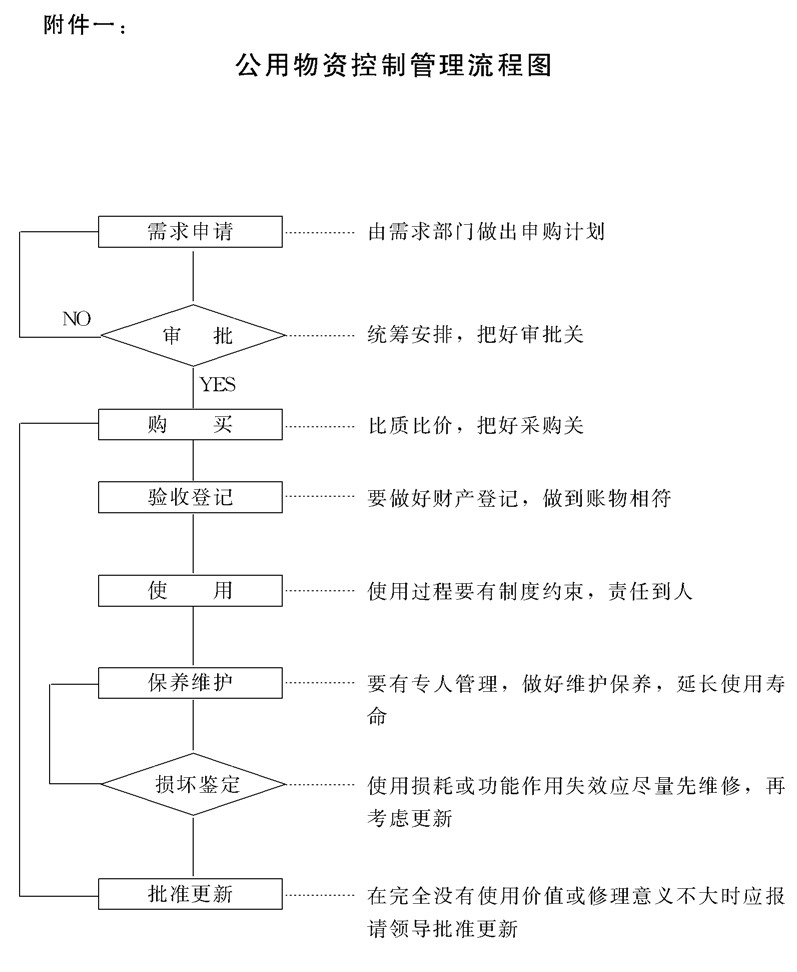 附件一：
公用物资控制管理流程图
需求申请
由需求部门做出申购计划
NO
审 批
统筹安排，把好审批关
YES
购 买
比质比价，把好采购关
验收登记
要做好财产登记，做到账物相符
使 用
使用过程要有制度约束，责任到人
保养维护
要有专人管理，做好维护保养，延长使用寿
命
损坏鉴定
使用损耗或功能作用失效应尽量先维修，再
考虑更新
批准更新
在完全没有使用价值或修理意义不大时应报
请领导批准更新